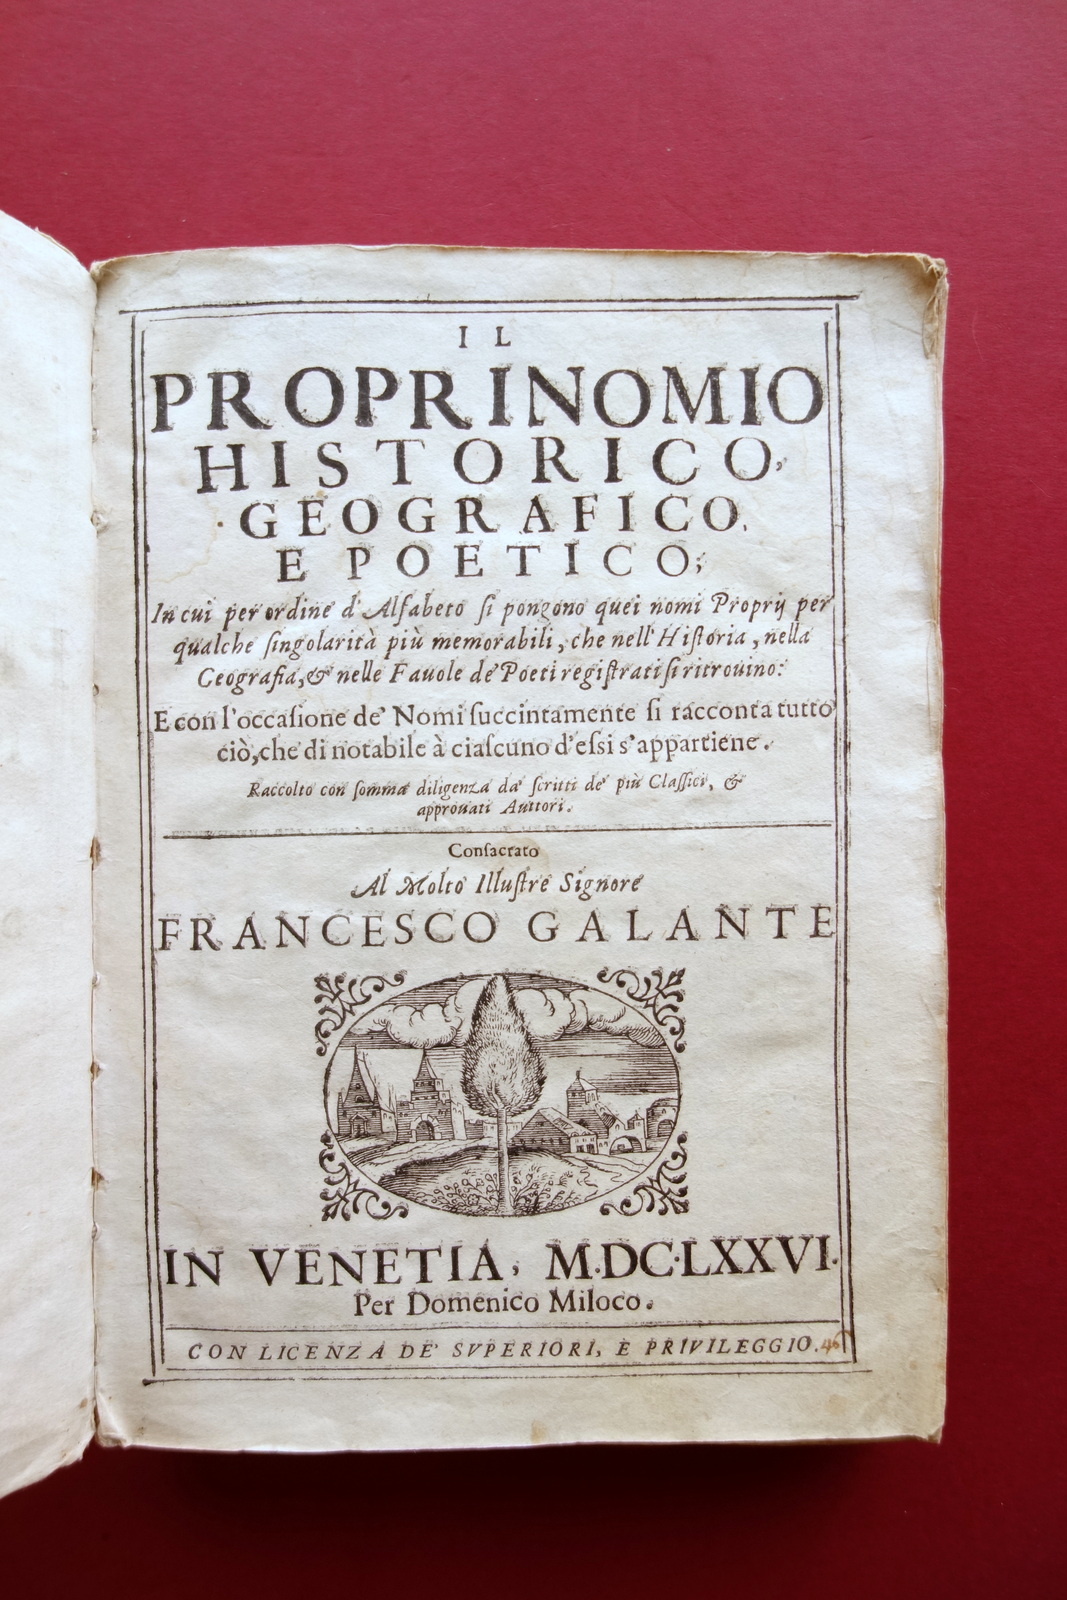 IL
PROPRINOMIO
HISTORICO,
GEOGRAFICO,
E POETICO;
In cui per ordine d'Alfabeto si pongono quei nomi Proprij per
qualche singolarità più memorabili, che nell'Historia, nella
Geografia, & nelle Fauole de' Poeti registrati si ritrouino:
E con l'occasione de' Nomi succintamente si racconta tutto
ciò, che di notabile à ciascuno d'essi s'appartiene.
Raccolto con somma diligenza da' scritti de' più Classici, &
approuati Auttori.
Consacrato
Al Molto Illustre Signore
FRANCESCO GALANTE
IN VENETIA, M.DC.LXXVI.
Per Domenico Miloco.
CON LICENZA DE' SVPERIORI, E PRIVILEGGIO. 46